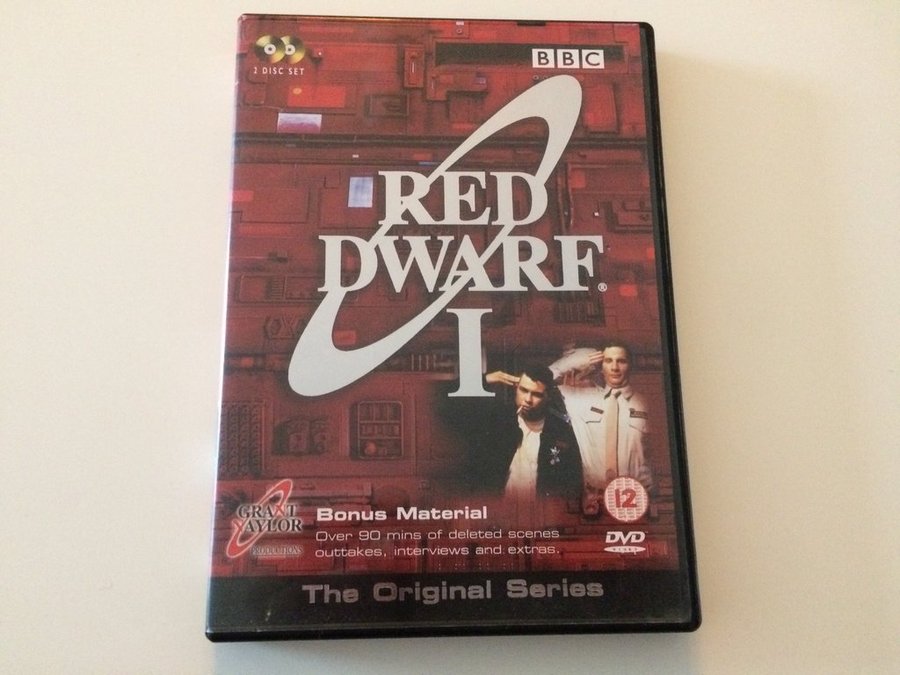 a b
2 DISC SET
BBC
RED
DWARF®
I
GRANT
NAYLOR
PRODUCTIONS
Bonus Material
Over 90 mins of deleted scenes
outtakes, interviews and extras.
12
DVD
The Original Series